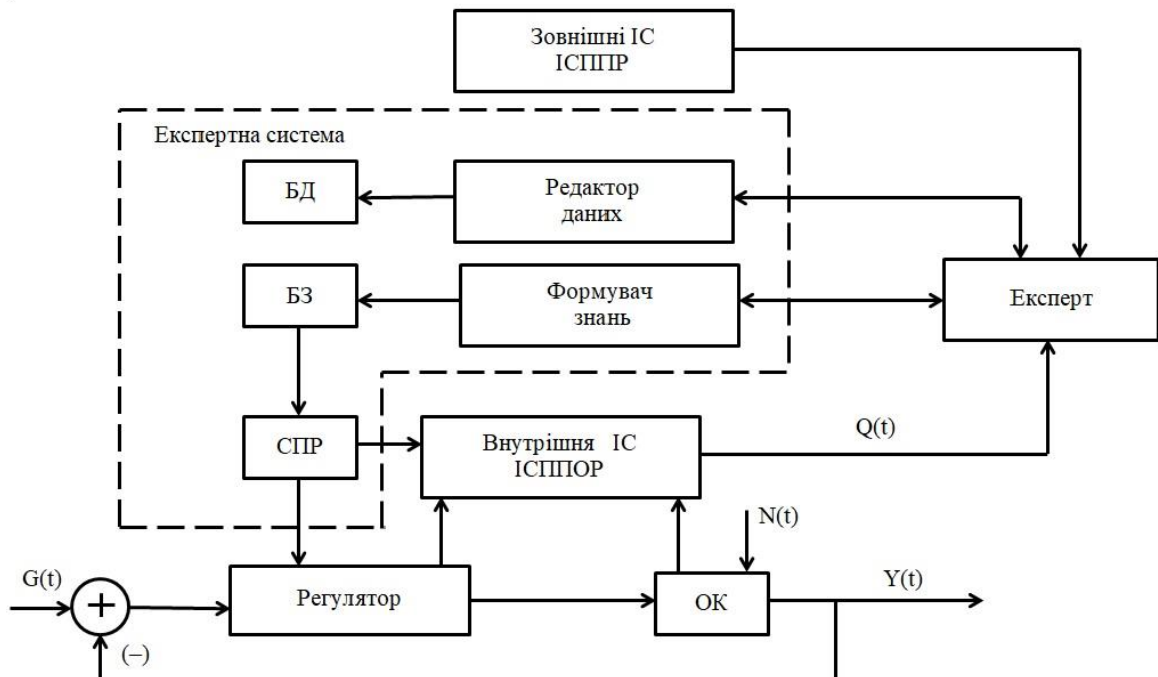 Зовнішні ІС
ІСППР
Експертна система
БД
Редактор
даних
БЗ
Формувач
знань
Експерт
СПР
Внутрішня ІС
ІСППОР
Q(t)
N(t)
G(t)
+
Регулятор
ОК
Y(t)
(–)